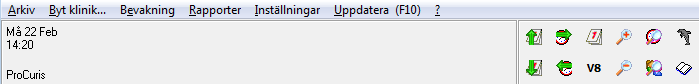 Arkiv Byt klinik... Bevakning Rapporter Inställningar Uppdatera (F10) ?
Må 22 Feb
14:20
V8
ProCuris